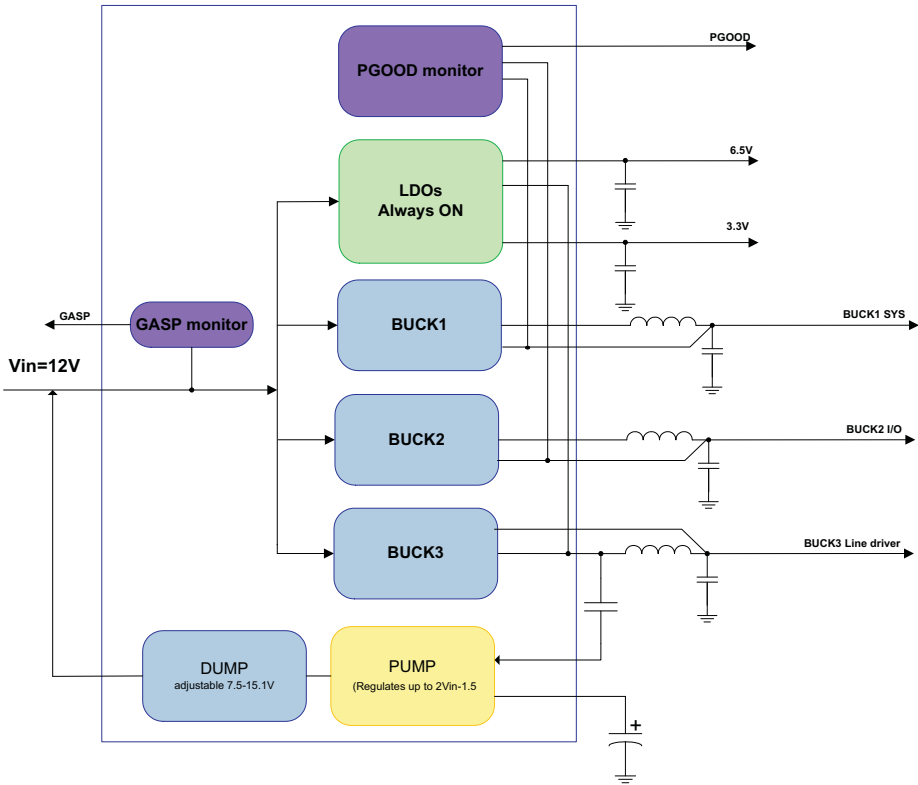 PGOOD
PGOOD monitor
6.5V
LDOs
Always ON
3.3V
GASP
GASP monitor
BUCK1
BUCK1 SYS
Vin=12V
BUCK2
BUCK2 I/O
BUCK3
BUCK3 Line driver
DUMP
adjustable 7.5-15.1V
PUMP
(Regulates up to 2Vin-1.5
+